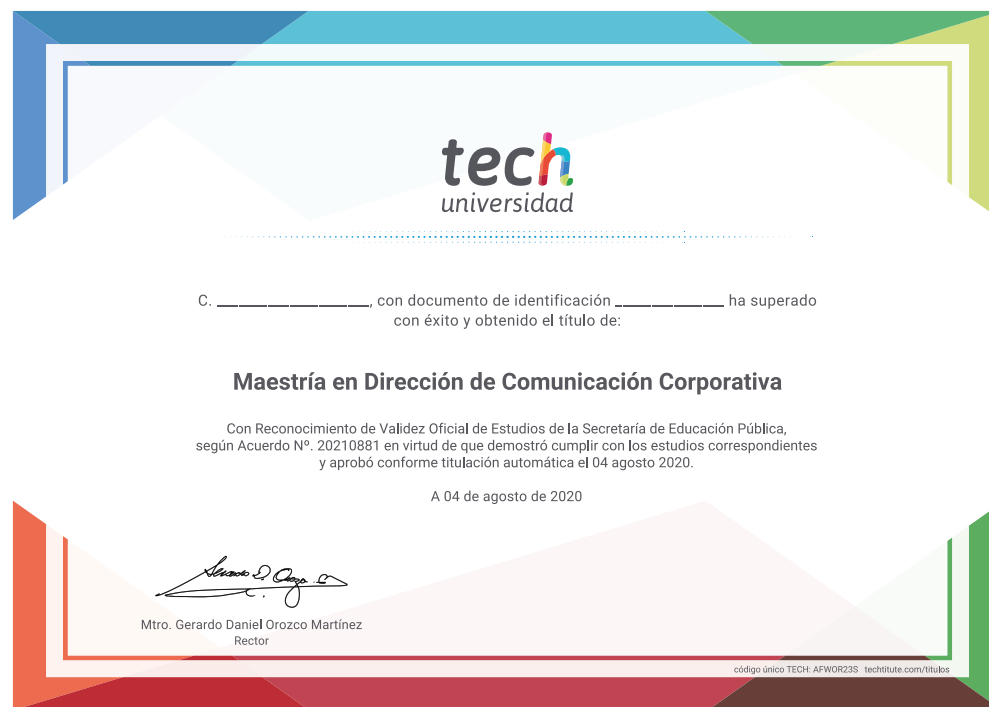 tech
universidad
C. ___________________, con documento de identificación ______________ ha superado
con éxito y obtenido el título de:
Maestría en Dirección de Comunicación Corporativa
Con Reconocimiento de Validez Oficial de Estudios de la Secretaría de Educación Pública,
según Acuerdo Nº. 20210881 en virtud de que demostró cumplir con los estudios correspondientes
y aprobó conforme titulación automática el 04 agosto 2020.
A 04 de agosto de 2020
Mtro. Gerardo Daniel Orozco Martínez
Rector
código único TECH: AFWOR23S techtitute.com/titulos